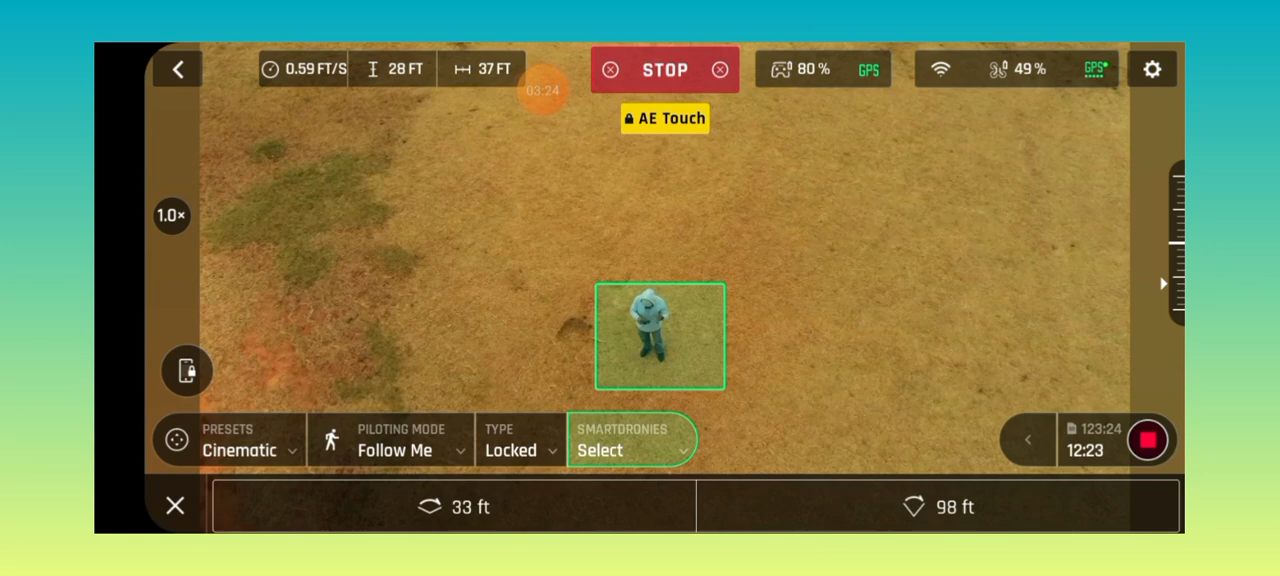 0.59 FT/S 28 FT 37 FT STOP 80 % GPS 49 % GPS
03:24
AE Touch
1.0×
PRESETS PILOTING MODE TYPE SMARTDRONIES 123:24
Cinematic Follow Me Locked Select 12:23
33 ft 98 ft